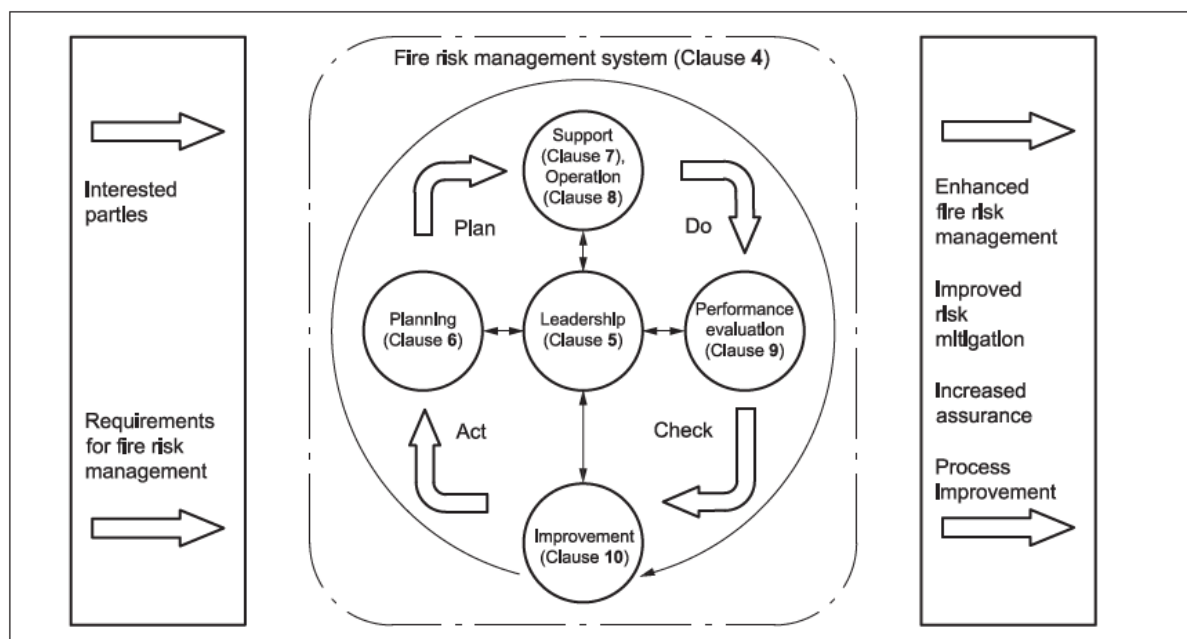 Fire risk management system (Clause 4)
Interested
parties
Requirements
for fire risk
management
Support
(Clause 7),
Operation
(Clause 8)
Plan
Do
Planning
(Clause 6)
Leadership
(Clause 5)
Performance
evaluation
(Clause 9)
Act
Check
Improvement
(Clause 10)
Enhanced
fire risk
management
Improved
risk
mitigation
Increased
assurance
Process
Improvement